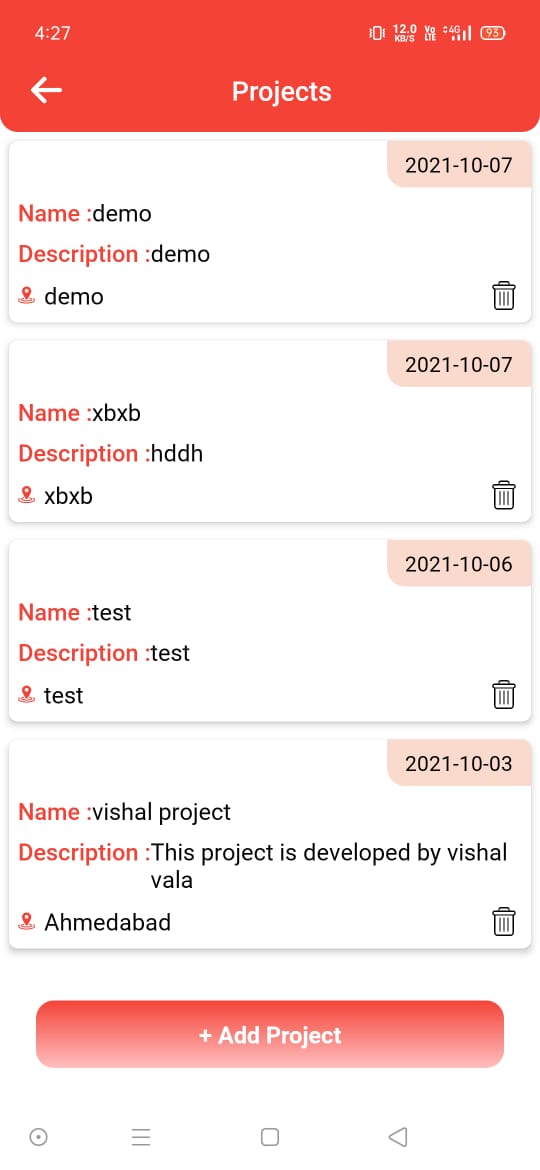 4:27
12.0 KB/S Vo LTE 4G 93
Projects
2021-10-07
Name :demo
Description :demo
demo
2021-10-07
Name :xbxb
Description :hddh
xbxb
2021-10-06
Name :test
Description :test
test
2021-10-03
Name :vishal project
Description :This project is developed by vishal
vala
Ahmedabad
+ Add Project